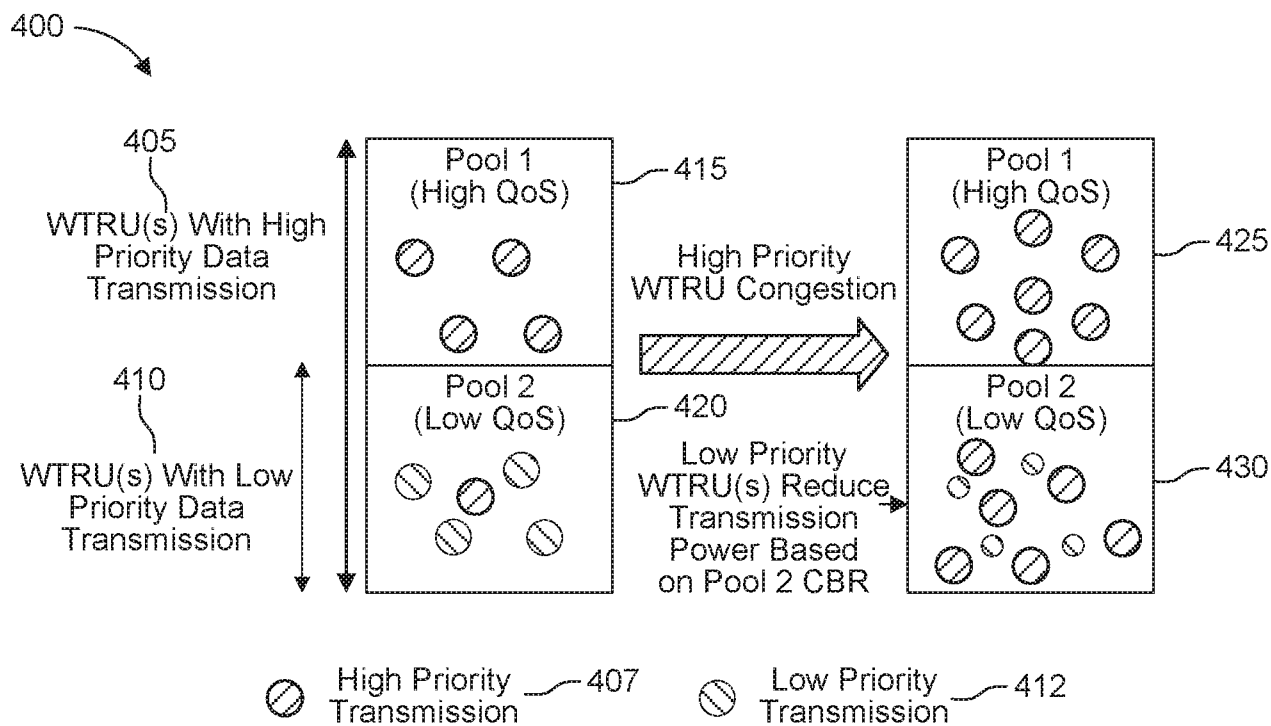 400
405
WTRU(s) With High
Priority Data
Transmission
410
WTRU(s) With Low
Priority Data
Transmission
Pool 1
(High QoS)
415
Pool 2
(Low QoS)
420
High Priority
WTRU Congestion
Low Priority
WTRU(s) Reduce
Transmission
Power Based
on Pool 2 CBR
Pool 1
(High QoS)
425
Pool 2
(Low QoS)
430
High Priority
Transmission
407
Low Priority
Transmission
412